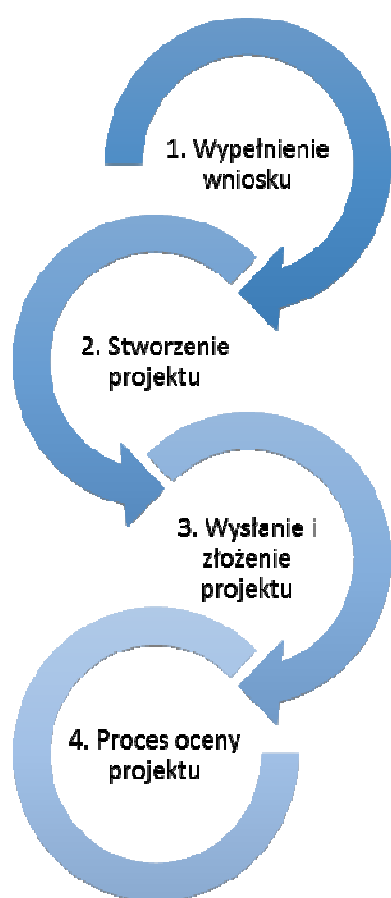 1. Wypełnienie
wniosku
2. Stworzenie
projektu
3. Wysłanie i
złożenie
projektu
4. Proces oceny
projektu